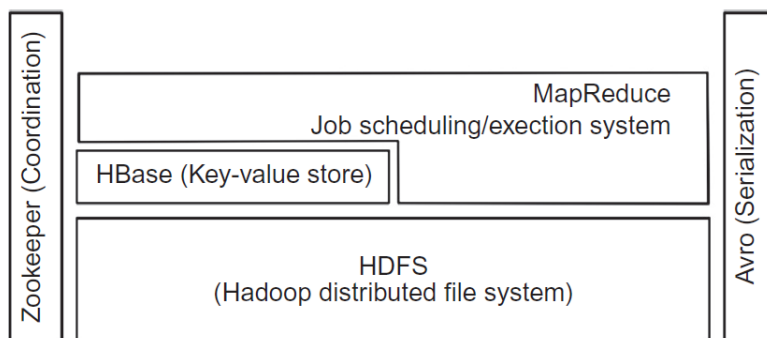 Zookeeper (Coordination)
MapReduce
Job scheduling/exection system
HBase (Key-value store)
HDFS
(Hadoop distributed file system)
Avro (Serialization)